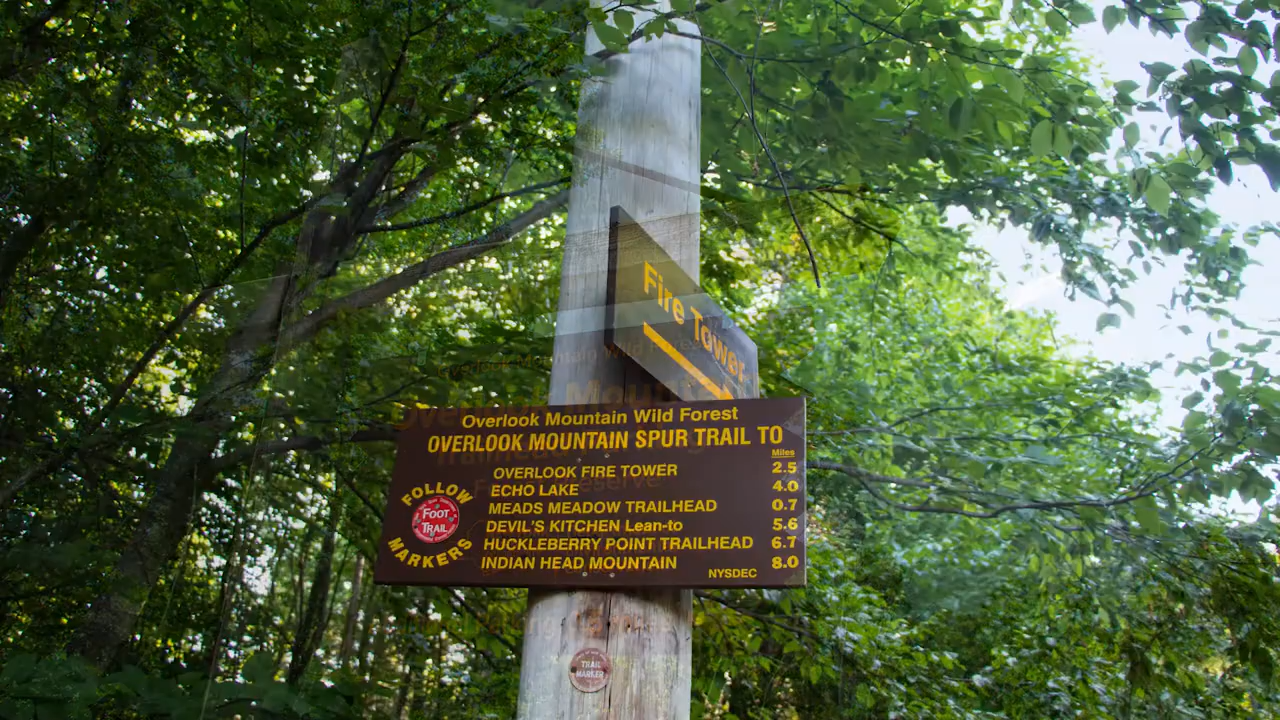 Fire Tower
Overlook Mountain Wild Forest
OVERLOOK MOUNTAIN SPUR TRAIL TO
Miles
OVERLOOK FIRE TOWER 2.5
ECHO LAKE 4.0
MEADS MEADOW TRAILHEAD 0.7
DEVIL'S KITCHEN Lean-to 5.6
HUCKLEBERRY POINT TRAILHEAD 6.7
INDIAN HEAD MOUNTAIN 8.0
NYSDEC
FOLLOW
FOOT
TRAIL
MARKERS
TRAIL
MARKER